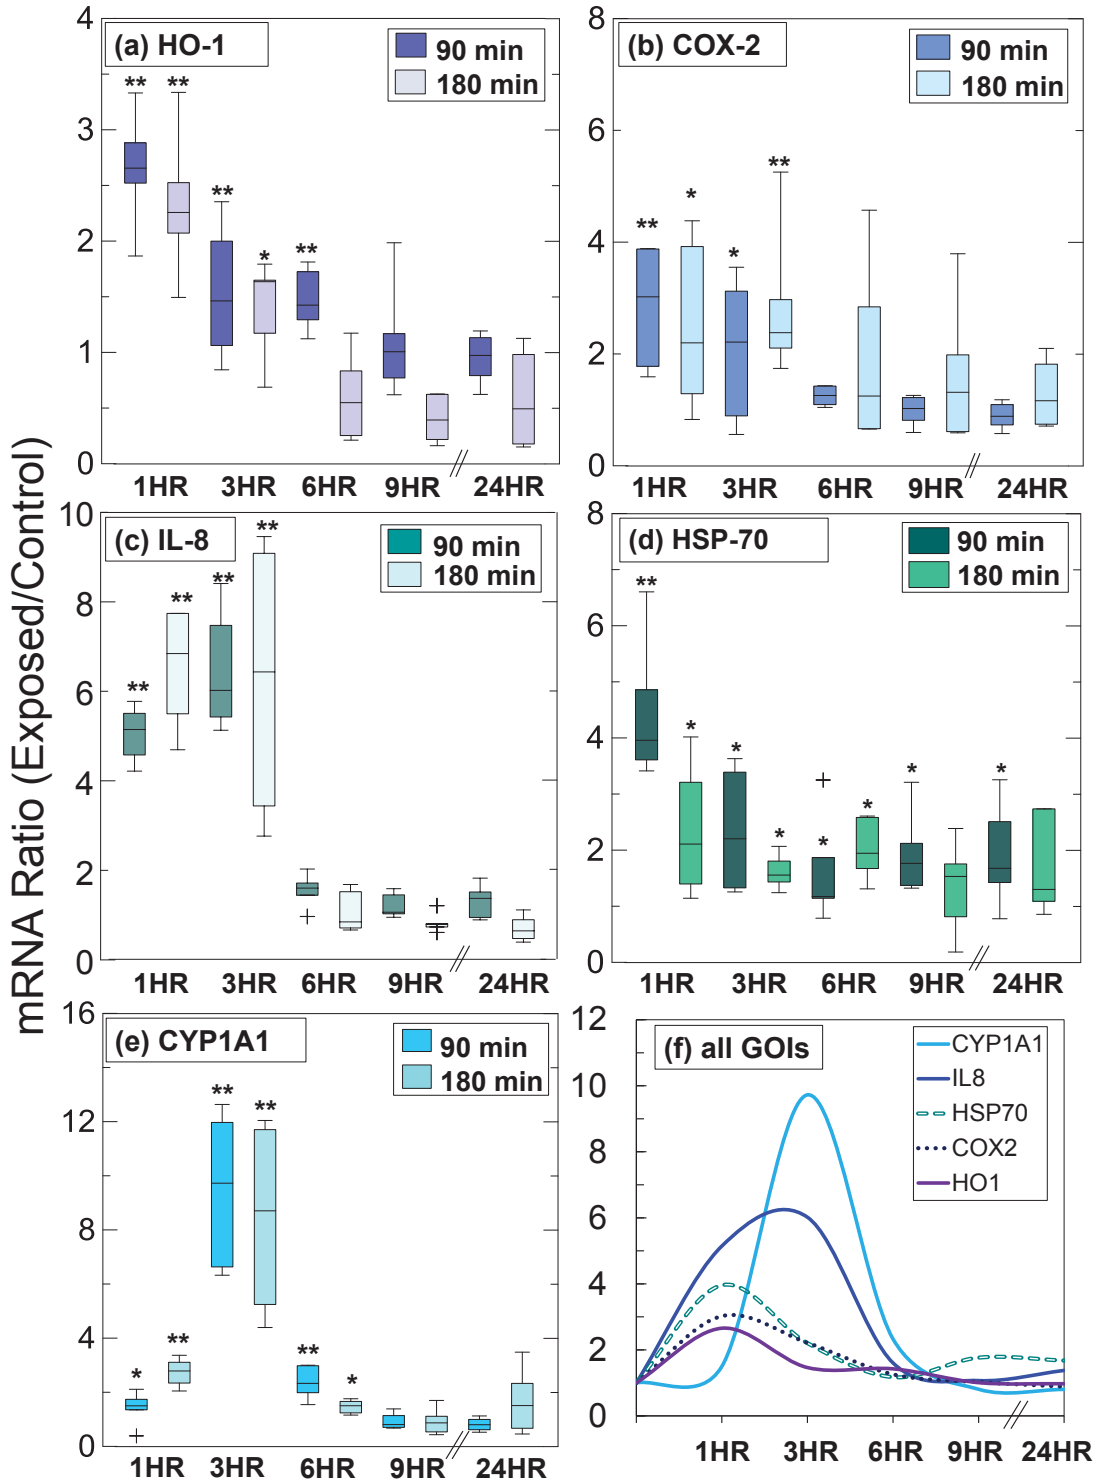 mRNA Ratio (Exposed/Control)
(a) HO-1
90 min
180 min
4
3
2
1
0
** ** ** * **
1HR 3HR 6HR 9HR 24HR
(b) COX-2
90 min
180 min
8
6
4
2
0
** * * **
1HR 3HR 6HR 9HR 24HR
(c) IL-8
90 min
180 min
10
8
6
4
2
0
** ** ** **
1HR 3HR 6HR 9HR 24HR
(d) HSP-70
90 min
180 min
8
6
4
2
0
** * * * * * * *
1HR 3HR 6HR 9HR 24HR
(e) CYP1A1
90 min
180 min
16
12
8
4
0
* ** ** ** ** *
1HR 3HR 6HR 9HR 24HR
(f) all GOIs
CYP1A1
IL8
HSP70
COX2
HO1
12
10
8
6
4
2
0
1HR 3HR 6HR 9HR 24HR